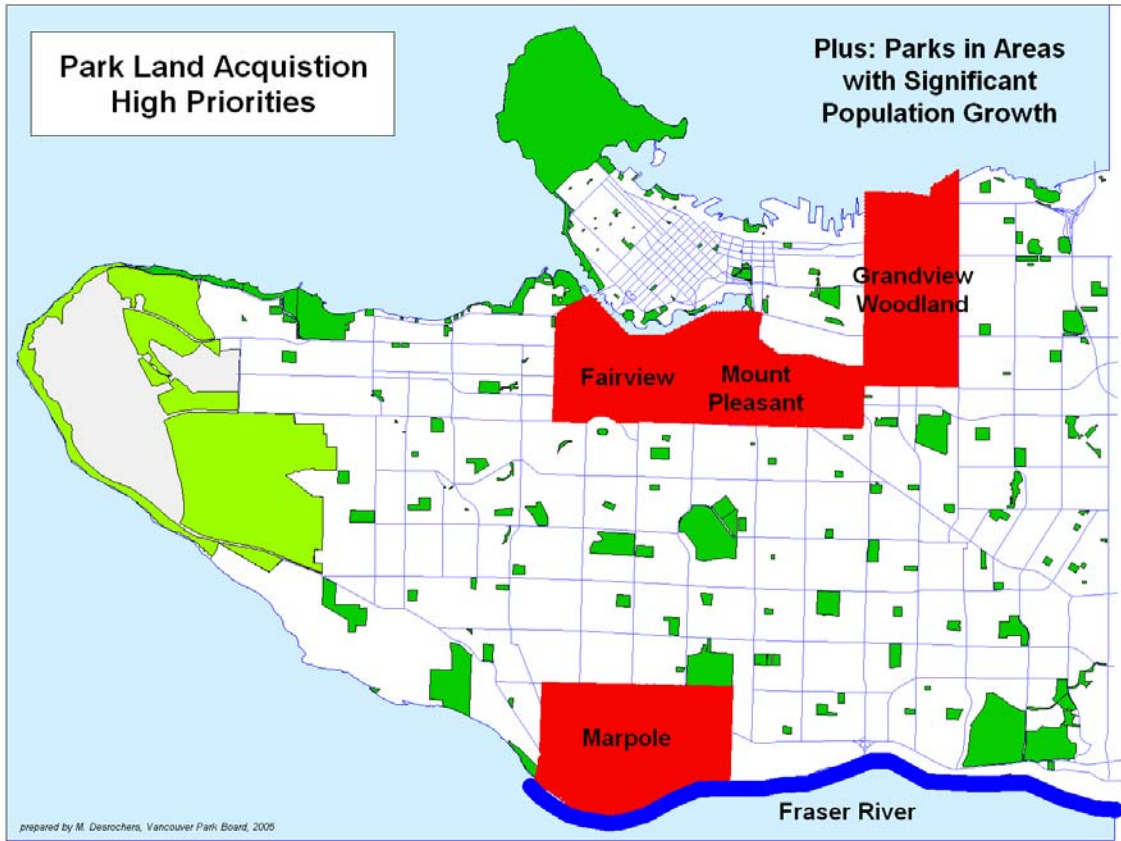 Park Land Acquistion
High Priorities
Plus: Parks in Areas
with Significant
Population Growth
Grandview
Woodland
Fairview
Mount
Pleasant
Marpole
Fraser River
prepared by M. Desrochers, Vancouver Park Board, 2005